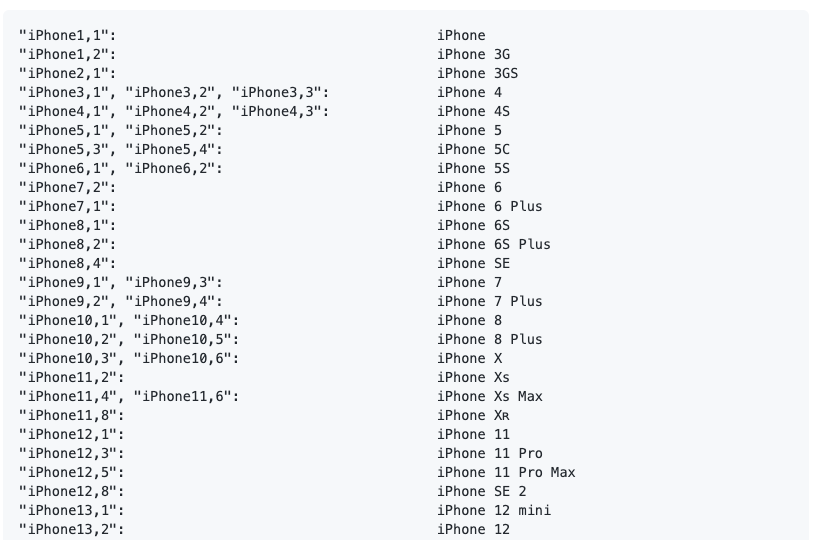 "iPhone1,1": iPhone
"iPhone1,2": iPhone 3G
"iPhone2,1": iPhone 3GS
"iPhone3,1", "iPhone3,2", "iPhone3,3": iPhone 4
"iPhone4,1", "iPhone4,2", "iPhone4,3": iPhone 4S
"iPhone5,1", "iPhone5,2": iPhone 5
"iPhone5,3", "iPhone5,4": iPhone 5C
"iPhone6,1", "iPhone6,2": iPhone 5S
"iPhone7,2": iPhone 6
"iPhone7,1": iPhone 6 Plus
"iPhone8,1": iPhone 6S
"iPhone8,2": iPhone 6S Plus
"iPhone8,4": iPhone SE
"iPhone9,1", "iPhone9,3": iPhone 7
"iPhone9,2", "iPhone9,4": iPhone 7 Plus
"iPhone10,1", "iPhone10,4": iPhone 8
"iPhone10,2", "iPhone10,5": iPhone 8 Plus
"iPhone10,3", "iPhone10,6": iPhone X
"iPhone11,2": iPhone Xs
"iPhone11,4", "iPhone11,6": iPhone Xs Max
"iPhone11,8": iPhone Xʀ
"iPhone12,1": iPhone 11
"iPhone12,3": iPhone 11 Pro
"iPhone12,5": iPhone 11 Pro Max
"iPhone12,8": iPhone SE 2
"iPhone13,1": iPhone 12 mini
"iPhone13,2": iPhone 12